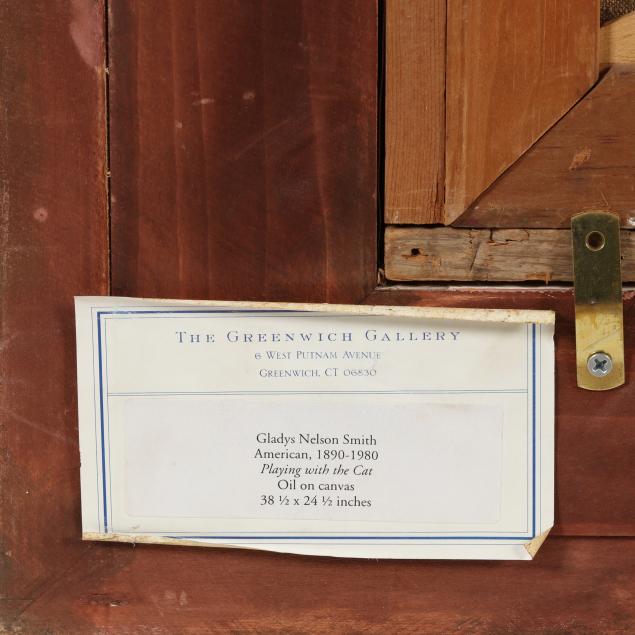 The Greenwich Gallery
6 West Putnam Avenue
Greenwich, CT 06830
Gladys Nelson Smith
American, 1890-1980
Playing with the Cat
Oil on canvas
38 ½ x 24 ½ inches